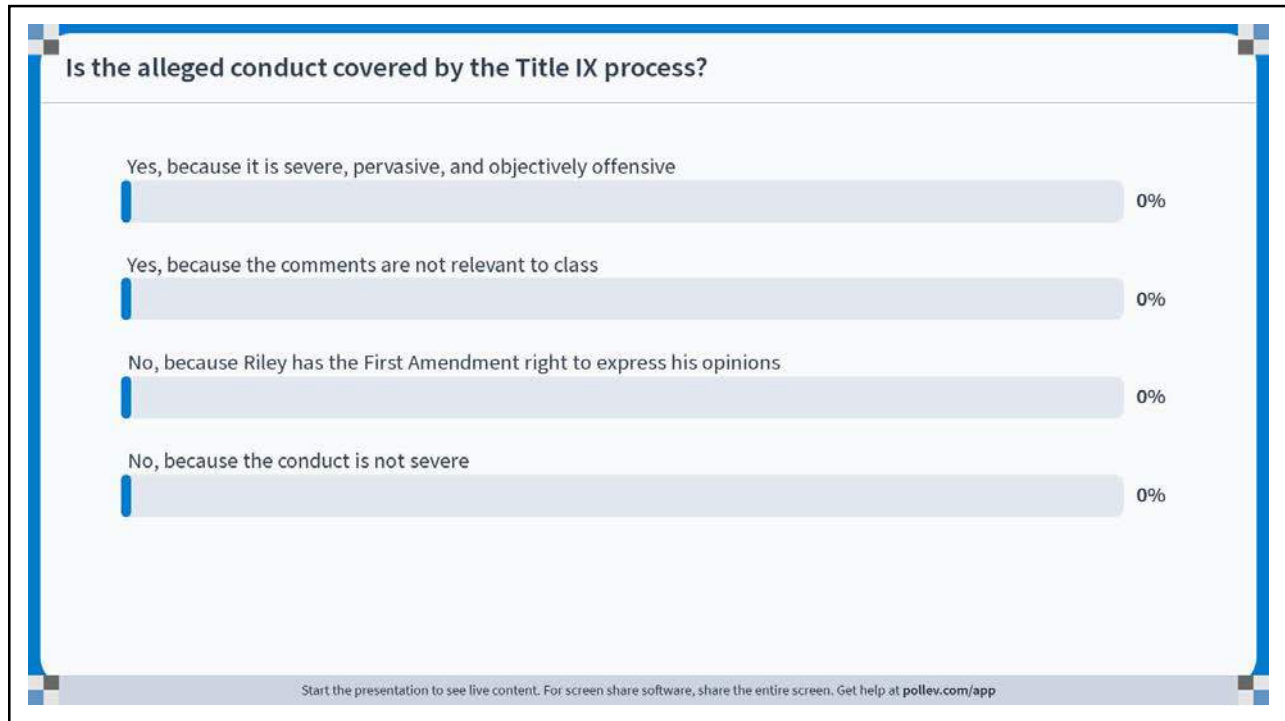 Is the alleged conduct covered by the Title IX process?
Yes, because it is severe, pervasive, and objectively offensive
0%
Yes, because the comments are not relevant to class
0%
No, because Riley has the First Amendment right to express his opinions
0%
No, because the conduct is not severe
0%
Start the presentation to see live content. For screen share software, share the entire screen. Get help at pollev.com/app